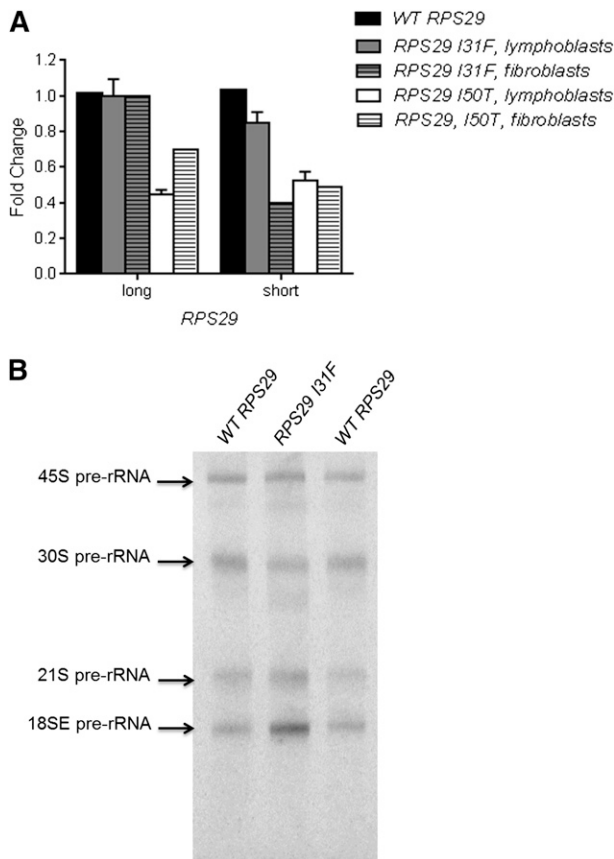 A
WT RPS29
RPS29 I31F, lymphoblasts
RPS29 I31F, fibroblasts
RPS29 I50T, lymphoblasts
RPS29, I50T, fibroblasts
Fold Change
1.4
1.2
1.0
0.8
0.6
0.4
0.2
0.0
long short
RPS29
B
WT RPS29
RPS29 I31F
WT RPS29
45S pre-rRNA
30S pre-rRNA
21S pre-rRNA
18SE pre-rRNA